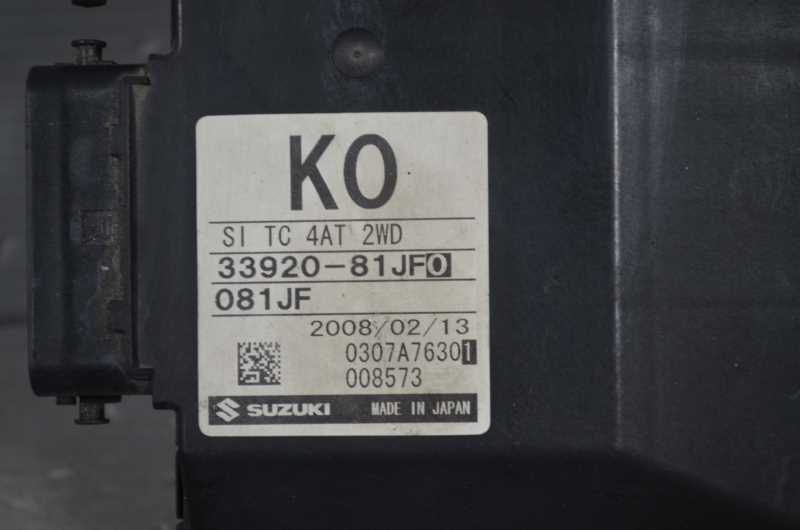 KO
SI TC 4AT 2WD
33920-81JF0
081JF
2008/02/13
0307A76301
008573
SUZUKI MADE IN JAPAN